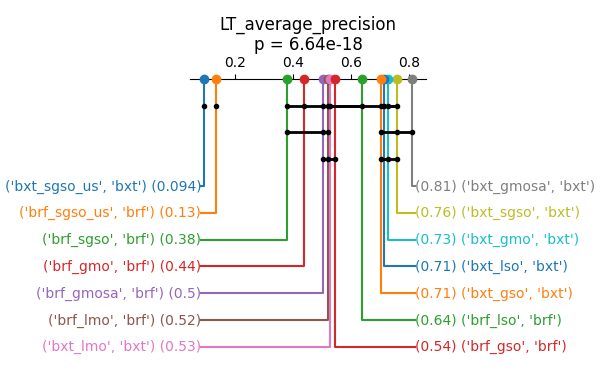 LT_average_precision
p = 6.64e-18
0.2 0.4 0.6 0.8
('bxt_sgso_us', 'bxt') (0.094) (0.81) ('bxt_gmosa', 'bxt')
('brf_sgso_us', 'brf') (0.13) (0.76) ('bxt_sgso', 'bxt')
('brf_sgso', 'brf') (0.38) (0.73) ('bxt_gmo', 'bxt')
('brf_gmo', 'brf') (0.44) (0.71) ('bxt_lso', 'bxt')
('brf_gmosa', 'brf') (0.5) (0.71) ('bxt_gso', 'bxt')
('brf_lmo', 'brf') (0.52) (0.64) ('brf_lso', 'brf')
('bxt_lmo', 'bxt') (0.53) (0.54) ('brf_gso', 'brf')